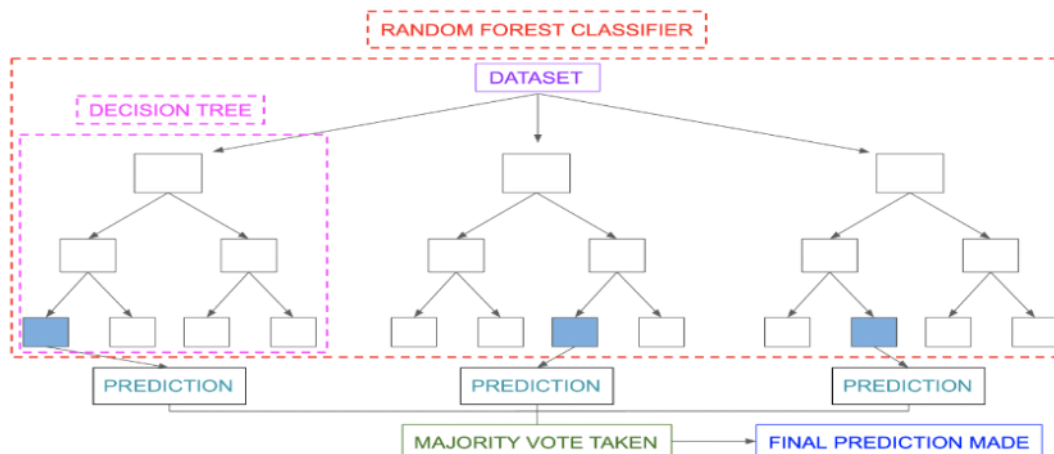 RANDOM FOREST CLASSIFIER
DATASET
DECISION TREE
PREDICTION
PREDICTION
PREDICTION
MAJORITY VOTE TAKEN
FINAL PREDICTION MADE